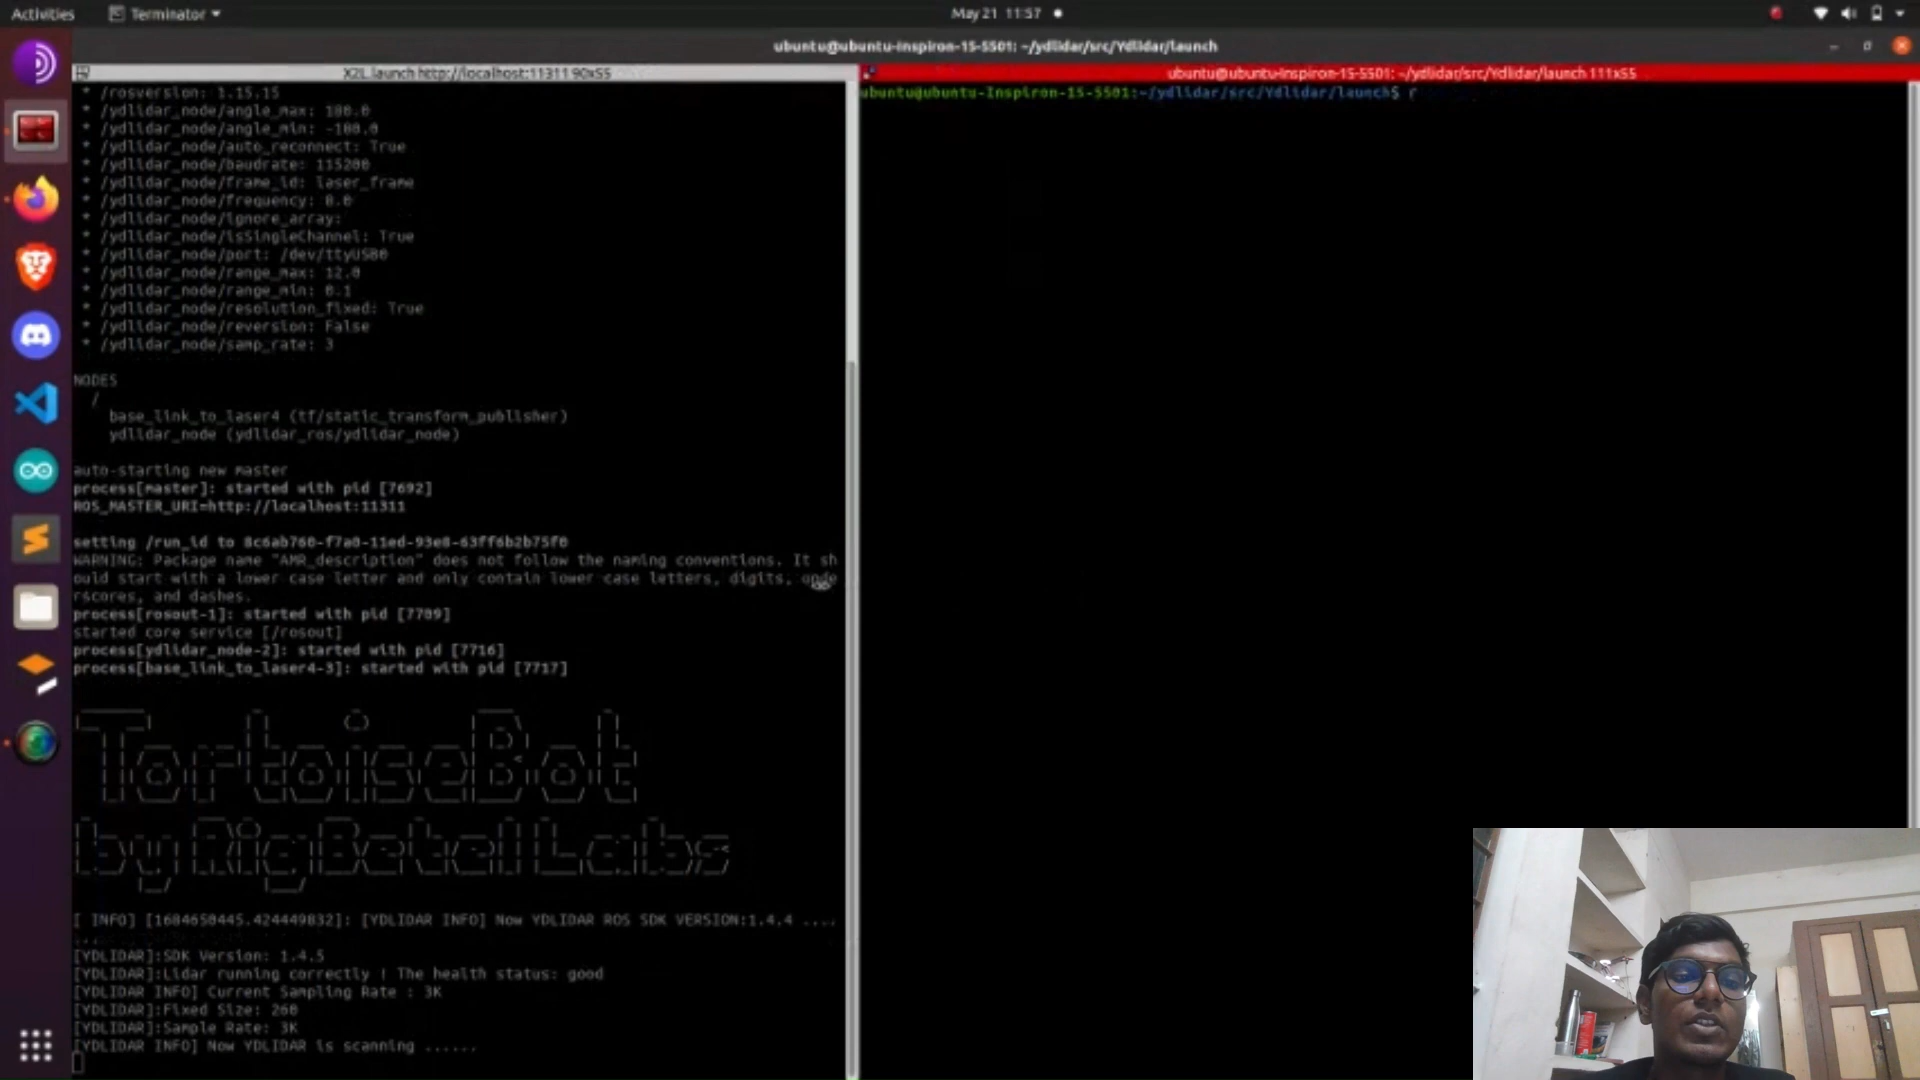 Activities
Terminator
May 21 11:57
ubuntu@ubuntu-Inspiron-15-5501: ~/ydlidar/src/Ydlidar/launch
X2L.launch http://localhost:11311 90x55
* /rosversion: 1.15.15
* /ydlidar_node/angle_max: 180.0
* /ydlidar_node/angle_min: -180.0
* /ydlidar_node/auto_reconnect: True
* /ydlidar_node/baudrate: 115200
* /ydlidar_node/frame_id: laser_frame
* /ydlidar_node/frequency: 8.0
* /ydlidar_node/ignore_array:
* /ydlidar_node/isSingleChannel: True
* /ydlidar_node/port: /dev/ttyUSB0
* /ydlidar_node/range_max: 12.0
* /ydlidar_node/range_min: 0.1
* /ydlidar_node/resolution_fixed: True
* /ydlidar_node/reversion: False
* /ydlidar_node/samp_rate: 3
NODES
/
base_link_to_laser4 (tf/static_transform_publisher)
ydlidar_node (ydlidar_ros/ydlidar_node)
auto-starting new master
process[master]: started with pid [7692]
ROS_MASTER_URI=http://localhost:11311
setting /run_id to 8c6ab760-f7a0-11ed-93e8-63ff6b2b75f0
WARNING: Package name "AMR_description" does not follow the naming conventions. It sh
ould start with a lower case letter and only contain lower case letters, digits, unde
rscores, and dashes.
process[rosout-1]: started with pid [7709]
started core service [/rosout]
process[ydlidar_node-2]: started with pid [7716]
process[base_link_to_laser4-3]: started with pid [7717]
TortoiseBot
by RigBetel Labs
[ INFO] [1684650445.424449832]: [YDLIDAR INFO] Now YDLIDAR ROS SDK VERSION:1.4.4 ....
...
[YDLIDAR]:SDK Version: 1.4.5
[YDLIDAR]:Lidar running correctly ! The health status: good
[YDLIDAR INFO] Current Sampling Rate : 3K
[YDLIDAR]:Fixed Size: 260
[YDLIDAR]:Sample Rate: 3K
[YDLIDAR INFO] Now YDLIDAR is scanning ......
ubuntu@ubuntu-Inspiron-15-5501: ~/ydlidar/src/Ydlidar/launch 111x55
ubuntu@ubuntu-Inspiron-15-5501:~/ydlidar/src/Ydlidar/launch$ r